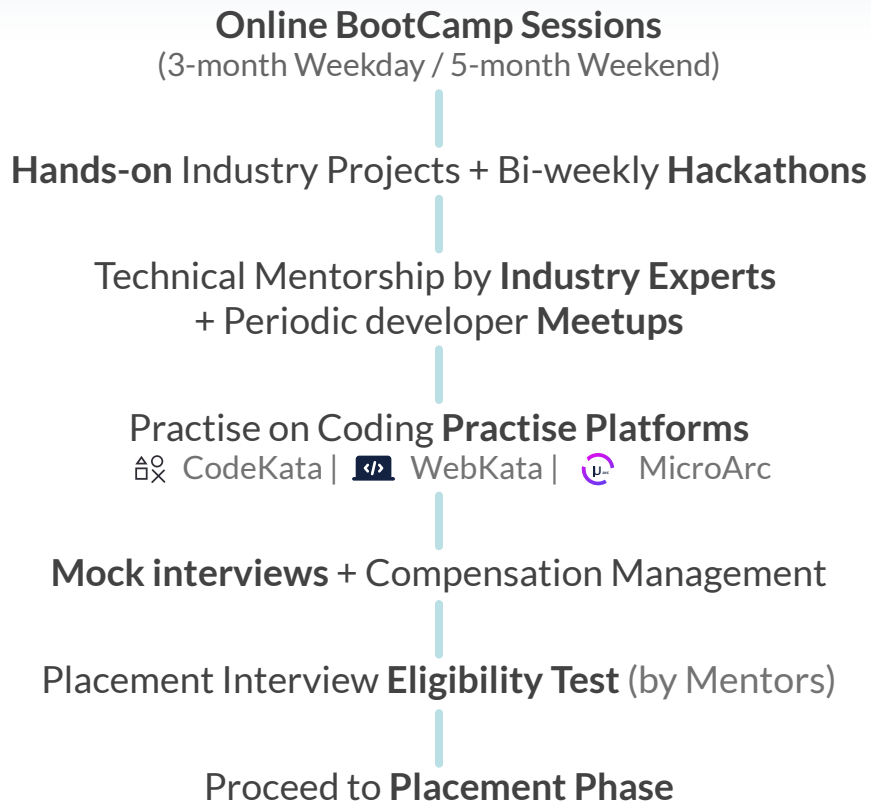 Online BootCamp Sessions
(3-month Weekday / 5-month Weekend)
Hands-on Industry Projects + Bi-weekly Hackathons
Technical Mentorship by Industry Experts
+ Periodic developer Meetups
Practise on Coding Practise Platforms
CodeKata | </> WebKata | μ MicroArc
Mock interviews + Compensation Management
Placement Interview Eligibility Test (by Mentors)
Proceed to Placement Phase